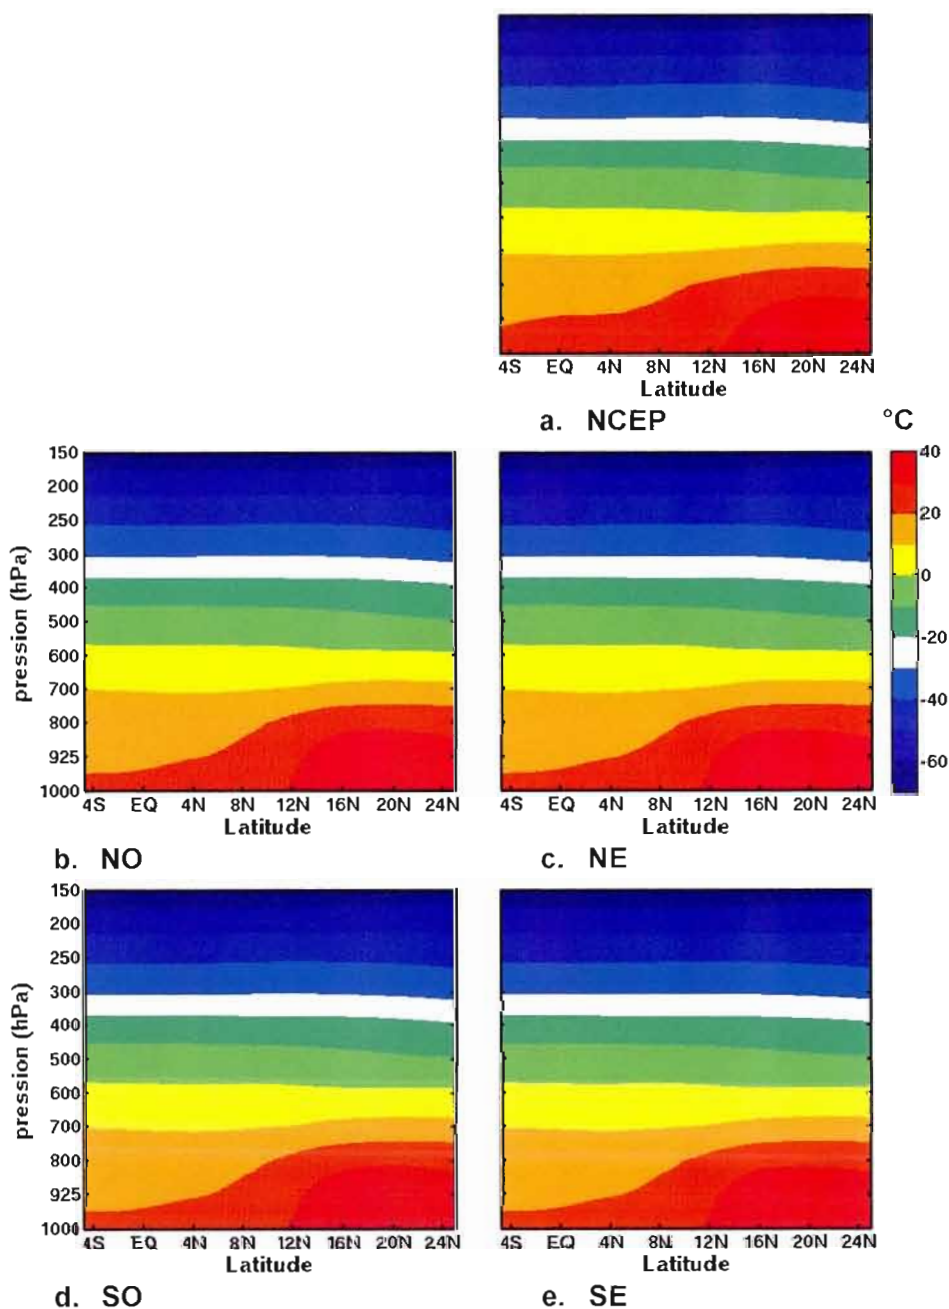 4S EQ 4N 8N 12N 16N 20N 24N
Latitude
a. NCEP
°C
150
200
250
300
400
500
600
700
800
925
1000
pression (hPa)
4S EQ 4N 8N 12N 16N 20N 24N
Latitude
b. NO
4S EQ 4N 8N 12N 16N 20N 24N
Latitude
c. NE
40
20
0
-20
-40
-60
150
200
250
300
400
500
600
700
800
925
1000
pression (hPa)
4S EQ 4N 8N 12N 16N 20N 24N
Latitude
d. SO
4S EQ 4N 8N 12N 16N 20N 24N
Latitude
e. SE